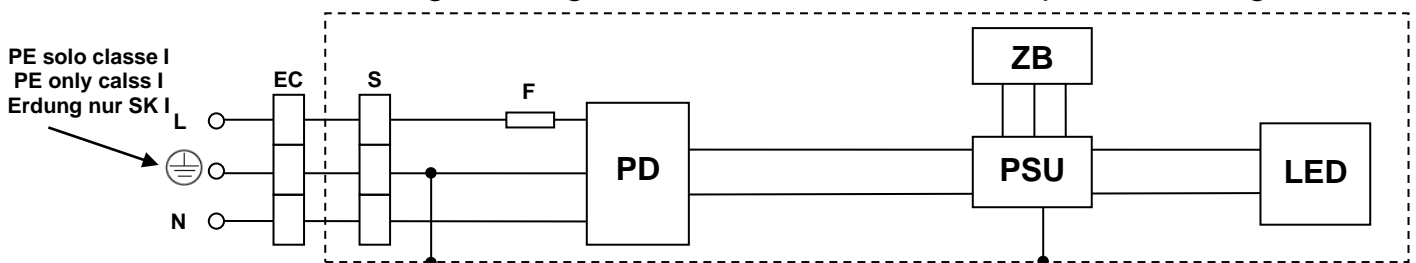 PE solo classe I
PE only calss I
Erdung nur SK I
EC
S
F
ZB
L
PD
PSU
LED
N